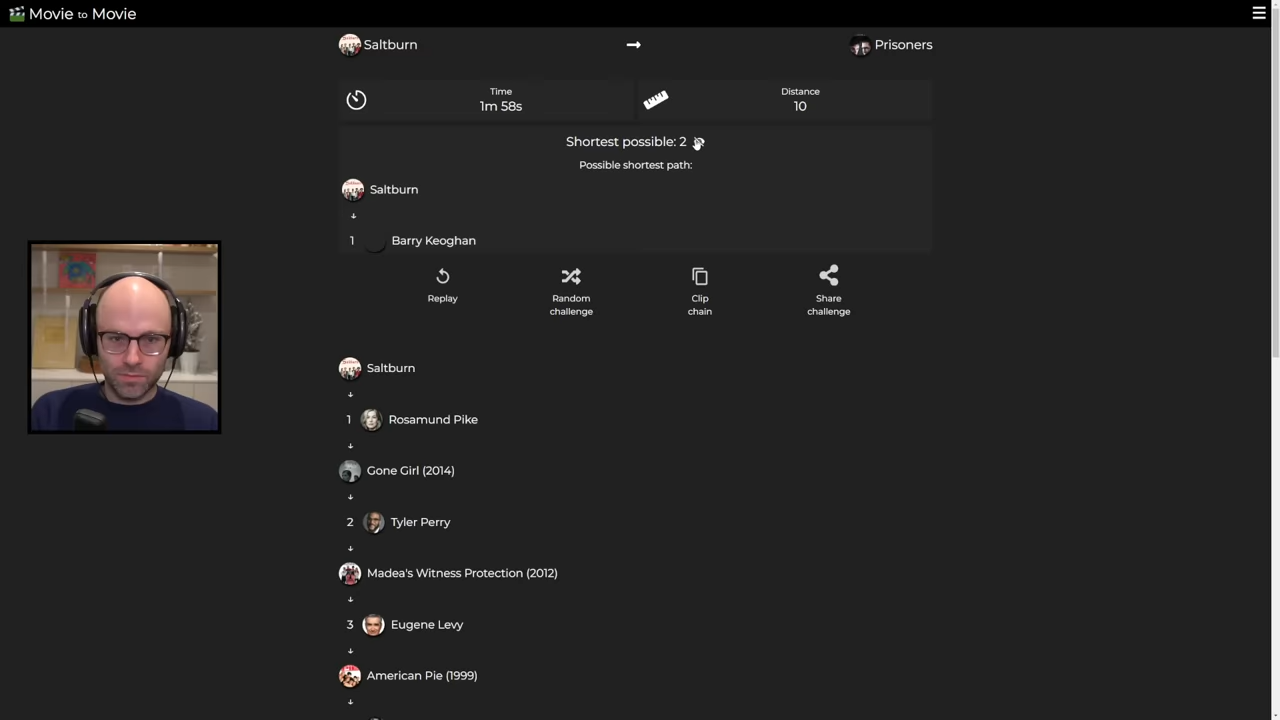 Movie to Movie
Saltburn
Prisoners
Time
1m 58s
Distance
10
Shortest possible: 2
Possible shortest path:
Saltburn
1 Barry Keoghan
Replay
Random
challenge
Clip
chain
Share
challenge
Saltburn
1 Rosamund Pike
Gone Girl (2014)
2 Tyler Perry
Madea's Witness Protection (2012)
3 Eugene Levy
American Pie (1999)